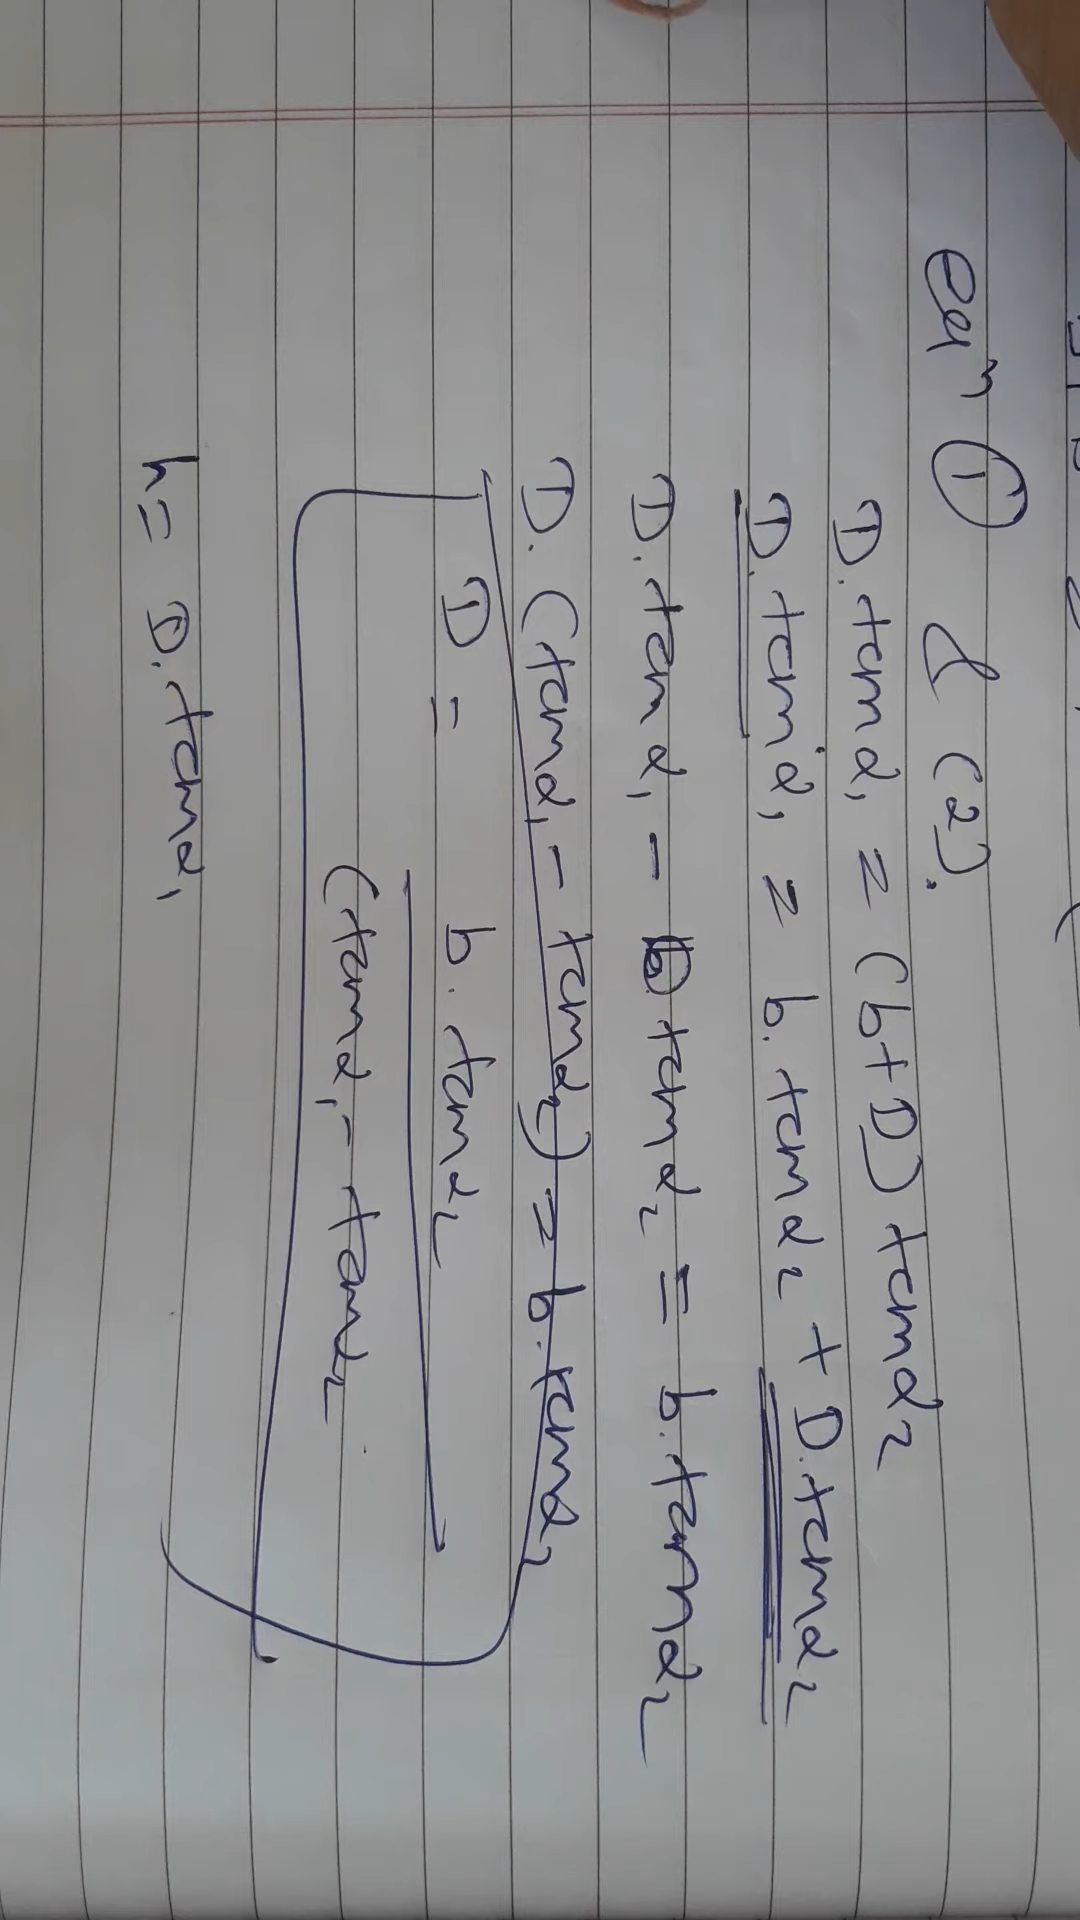 eqn ① & (2).
D.tanα₁ = (b+D) tanα₂
D.tanα₁ = b.tanα₂ + D.tanα₂
D.tanα₁ - D tanα₂ = b.tanα₂
D.(tanα₁ - tanα₂) = b.tanα₂
D = b.tanα₂
(tanα₁ - tanα₂
h = D.tanα₁